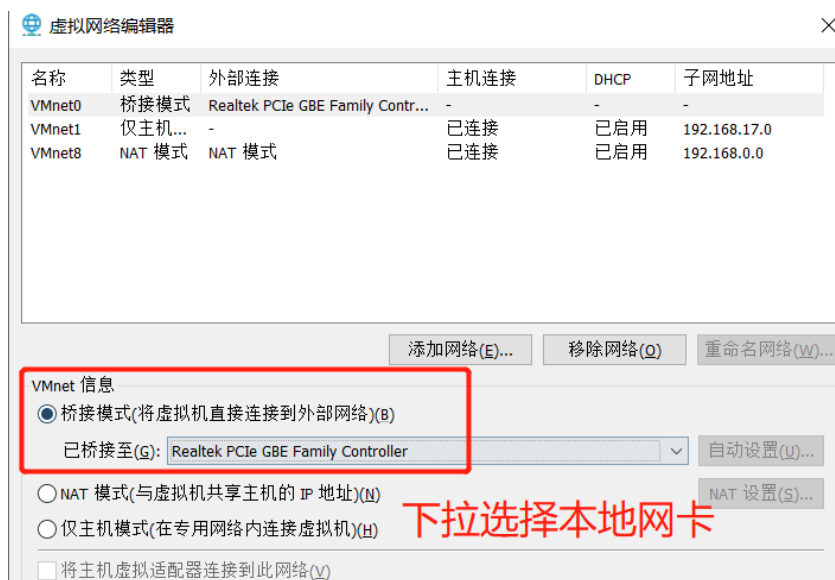 虚拟网络编辑器
名称 类型 外部连接 主机连接 DHCP 子网地址
VMnet0 桥接模式 Realtek PCIe GBE Family Contr... - - -
VMnet1 仅主机... - 已连接 已启用 192.168.17.0
VMnet8 NAT 模式 NAT 模式 已连接 已启用 192.168.0.0
添加网络(E)... 移除网络(O) 重命名网络(W)...
VMnet 信息
桥接模式(将虚拟机直接连接到外部网络)(B)
已桥接至(G): Realtek PCIe GBE Family Controller 自动设置(U)...
NAT 模式(与虚拟机共享主机的 IP 地址)(N) NAT 设置(S)...
下拉选择本地网卡
仅主机模式(在专用网络内连接虚拟机)(H)
将主机虚拟适配器连接到此网络(V)